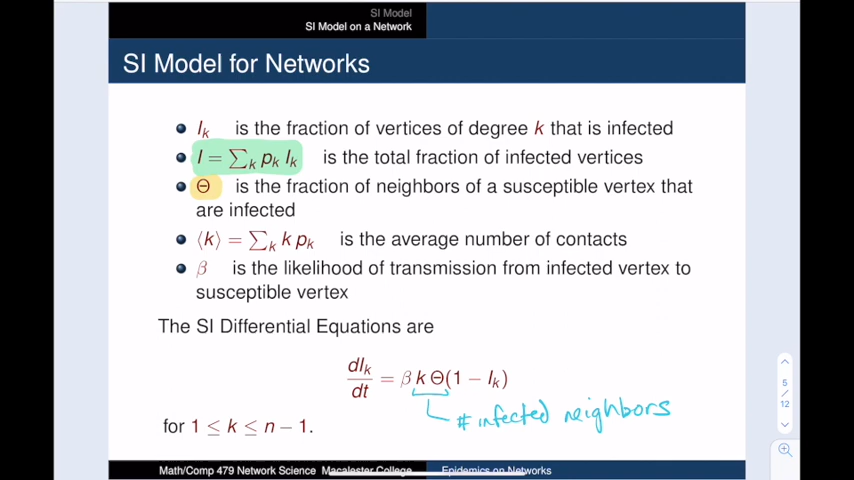 SI Model
SI Model on a Network
SI Model for Networks
I_k is the fraction of vertices of degree k that is infected
I = ∑_k p_k I_k is the total fraction of infected vertices
Θ is the fraction of neighbors of a susceptible vertex that
are infected
⟨k⟩ = ∑_k k p_k is the average number of contacts
β is the likelihood of transmission from infected vertex to
susceptible vertex
The SI Differential Equations are
dI_k/dt = β k Θ(1 − I_k)
# infected neighbors
for 1 ≤ k ≤ n − 1.
Math/Comp 479 Network Science Macalester College Epidemics on Networks
5
/
12